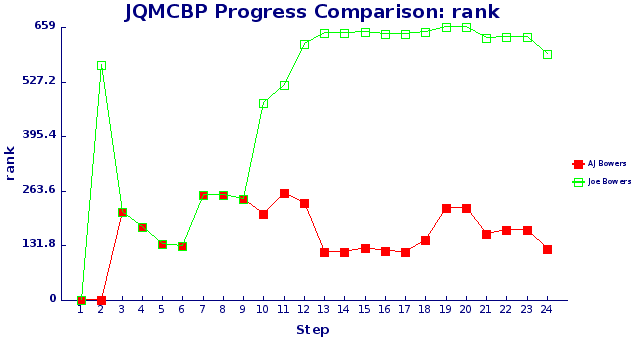 JQMCBP Progress Comparison: rank
659
527.2
395.4
263.6
131.8
0
rank
1 2 3 4 5 6 7 8 9 10 11 12 13 14 15 16 17 18 19 20 21 22 23 24
Step
AJ Bowers
Joe Bowers